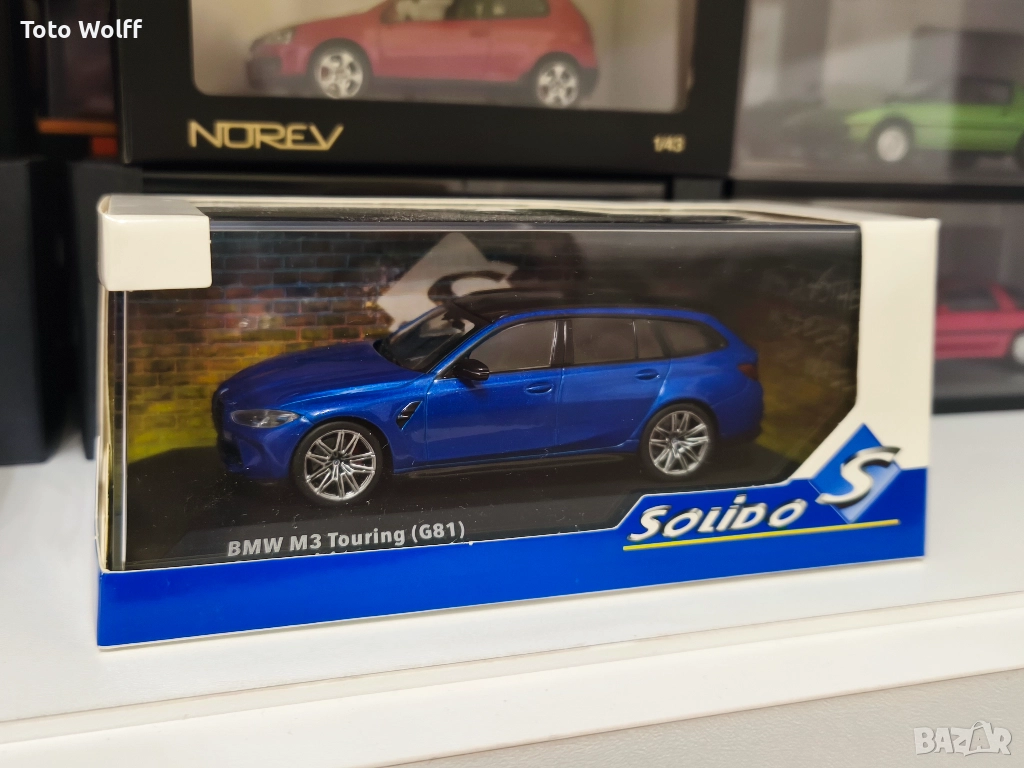 Toto Wolff
NOREV
1/43
S
BMW M3 Touring (G81)
SOLIDO
S
BAZAR